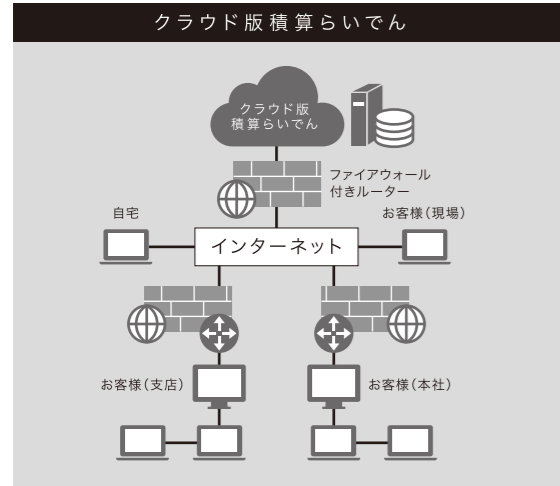 クラウド版積算らいでん
クラウド版
積算らいでん
ファイアウォール
付きルーター
自宅
お客様（現場）
インターネット
お客様（支店）
お客様（本社）